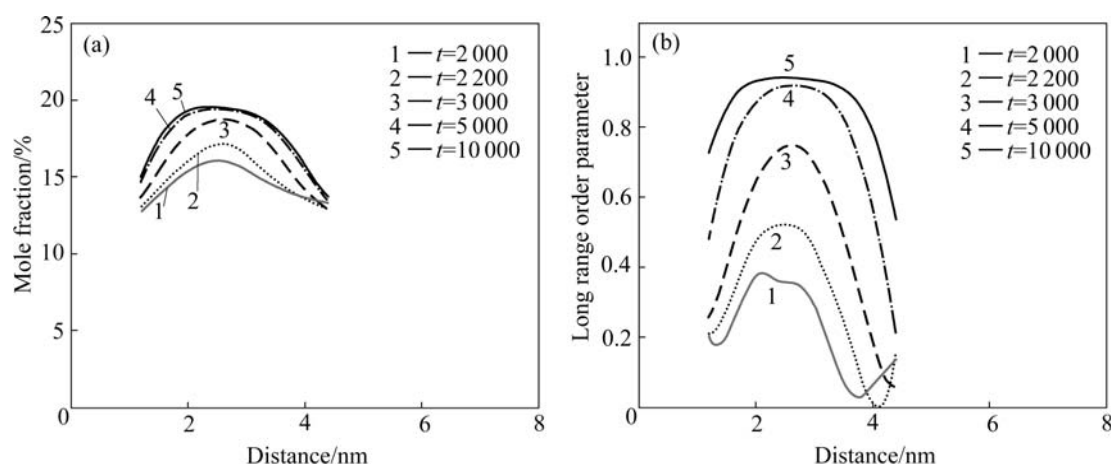 (a)
25
20
15
10
5
0
2
4
6
8
Mole fraction/%
Distance/nm
1 — t=2 000
2 — t=2 200
3 — t=3 000
4 — t=5 000
5 — t=10 000
4
5
3
1
2
(b)
1.0
0.8
0.6
0.4
0.2
0
0
2
4
6
8
Long range order parameter
Distance/nm
1 — t=2 000
2 — t=2 200
3 — t=3 000
4 — t=5 000
5 — t=10 000
5
4
3
2
1